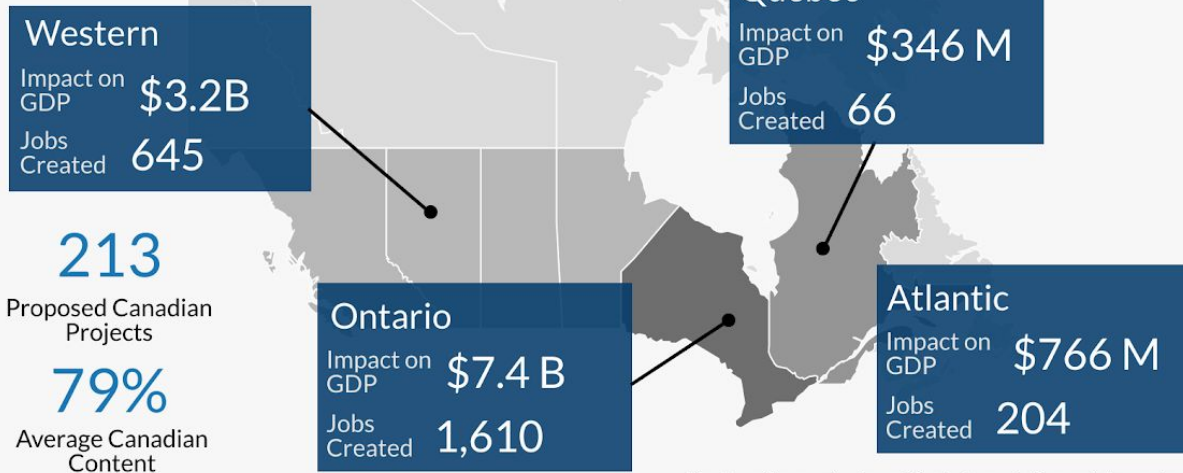 Western
Impact on
GDP
$3.2B
Jobs
Created
645
Impact on
GDP
$346 M
Jobs
Created
66
213
Proposed Canadian
Projects
79%
Average Canadian
Content
Ontario
Impact on
GDP
$7.4 B
Jobs
Created
1,610
Atlantic
Impact on
GDP
$766 M
Jobs
Created
204